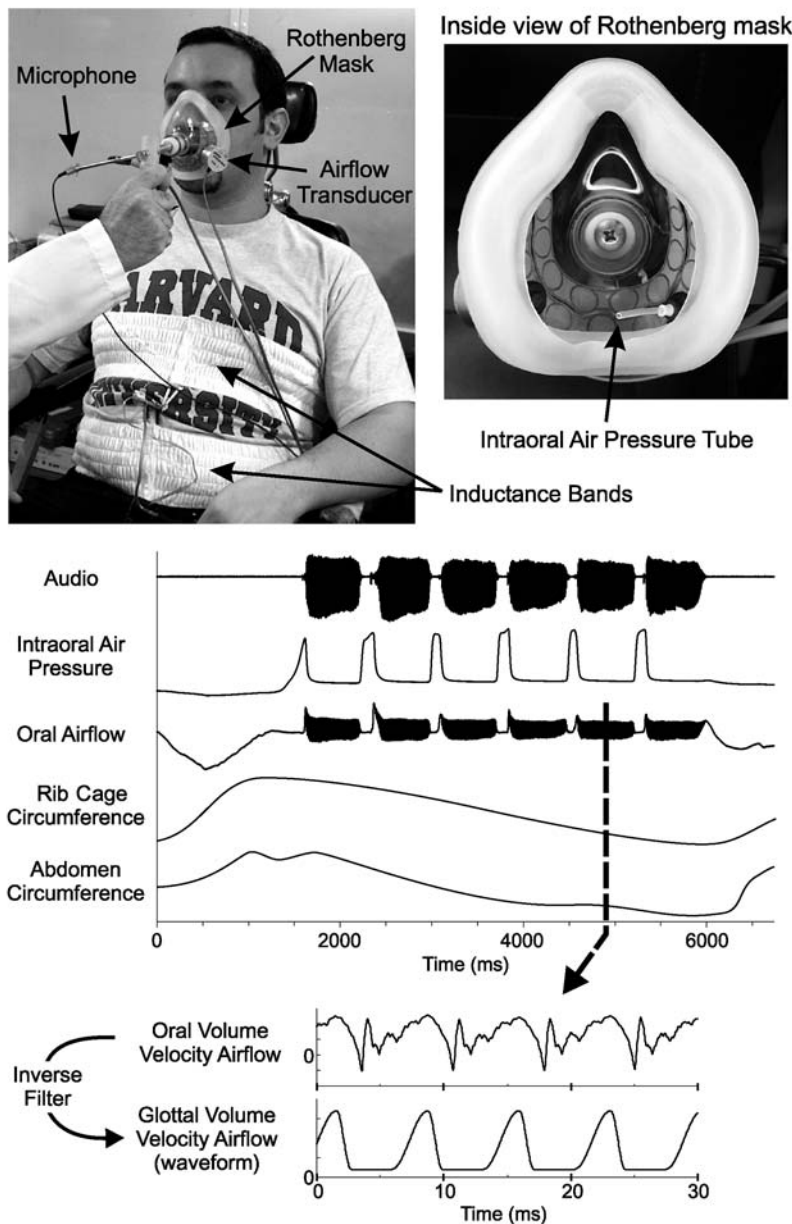 Inside view of Rothenberg mask
Microphone
Rothenberg
Mask
Airflow
Transducer
HARVARD
Intraoral Air Pressure Tube
Inductance Bands
Audio
Intraoral Air
Pressure
Oral Airflow
Rib Cage
Circumference
Abdomen
Circumference
0 2000 4000 6000
Time (ms)
Oral Volume
Velocity Airflow
0
Inverse
Filter
Glottal Volume
Velocity Airflow
(waveform)
0
0 10 20 30
Time (ms)